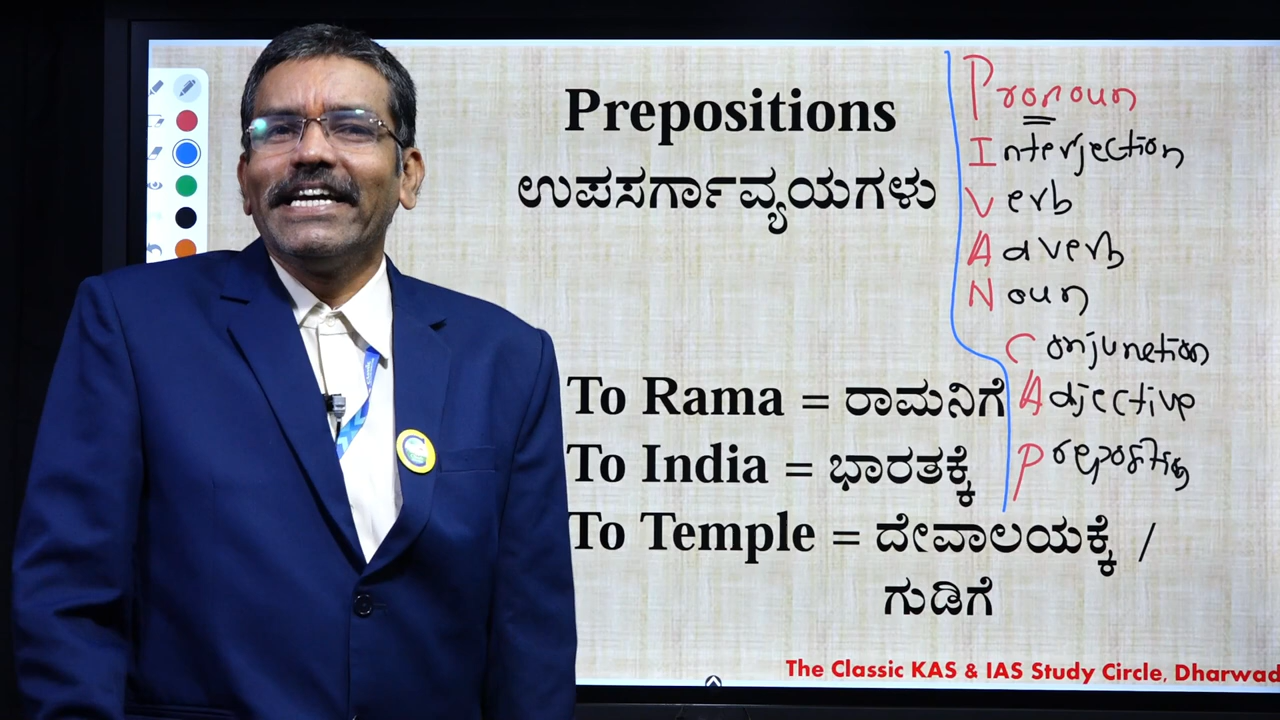 Prepositions
ಉಪಸರ್ಗಾವ್ಯಯಗಳು
To Rama = ರಾಮನಿಗೆ
To India = ಭಾರತಕ್ಕೆ
To Temple = ದೇವಾಲಯಕ್ಕೆ /
ಗುಡಿಗೆ
Pronoun
Interjection
Verb
Adverb
Noun
Conjunction
Adjective
Preposition
The Classic KAS & IAS Study Circle, Dharwad